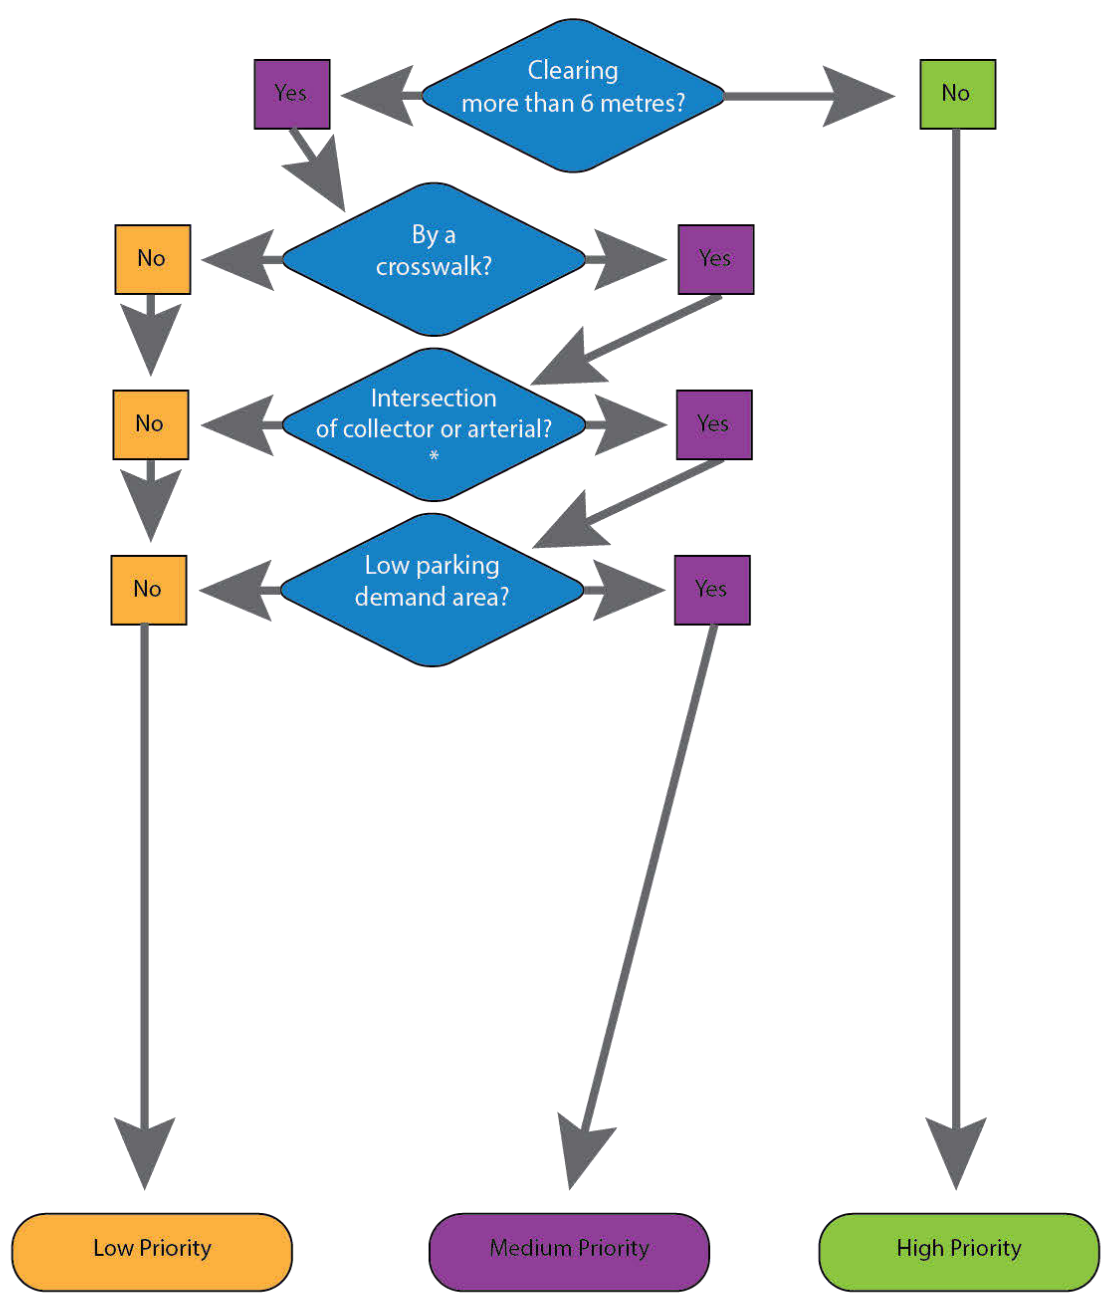 Clearing
more than 6 metres?
Yes
No
By a
crosswalk?
No
Yes
Intersection
of collector or arterial?
*
No
Yes
Low parking
demand area?
No
Yes
Low Priority
Medium Priority
High Priority